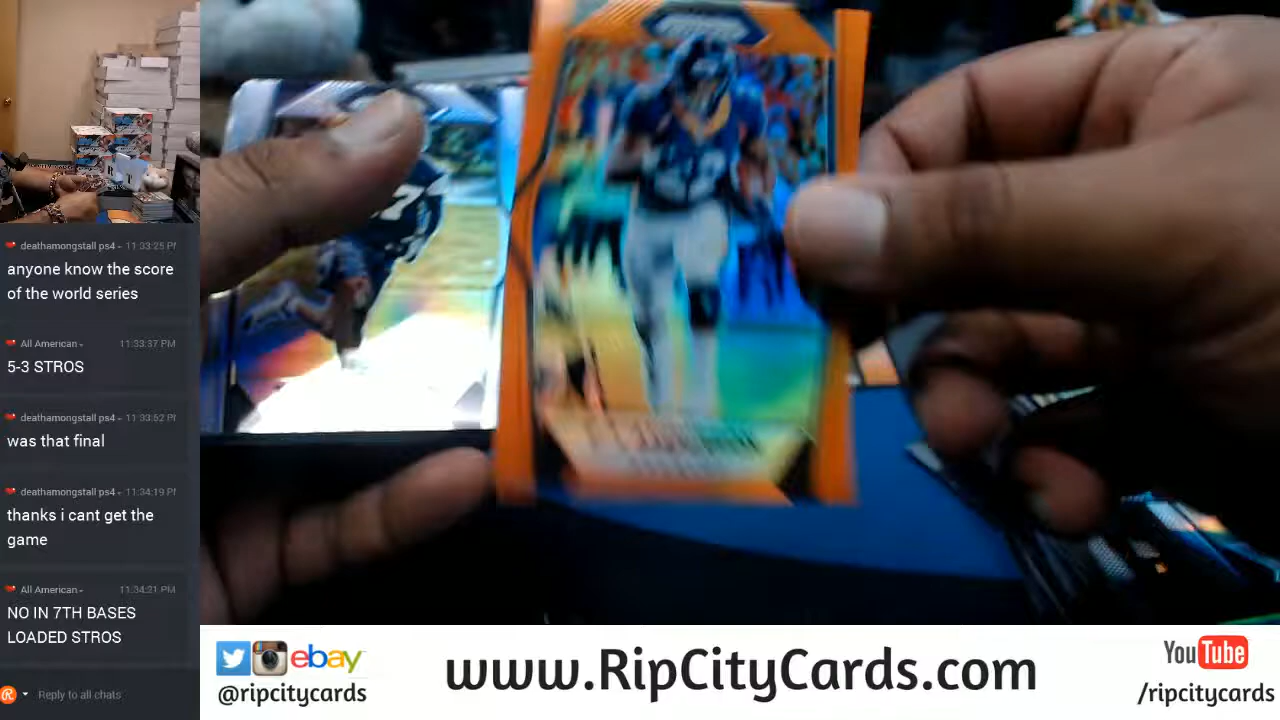 deathamongstall ps4 11:33:25 PM
anyone know the score
of the world series
All American 11:33:37 PM
5-3 STROS
deathamongstall ps4 11:33:52 PM
was that final
deathamongstall ps4 11:34:19 PM
thanks i cant get the
game
All American 11:34:21 PM
NO IN 7TH BASES
LOADED STROS
Reply to all chats
ebay
@ripcitycards
www.RipCityCards.com
YouTube
/ripcitycards